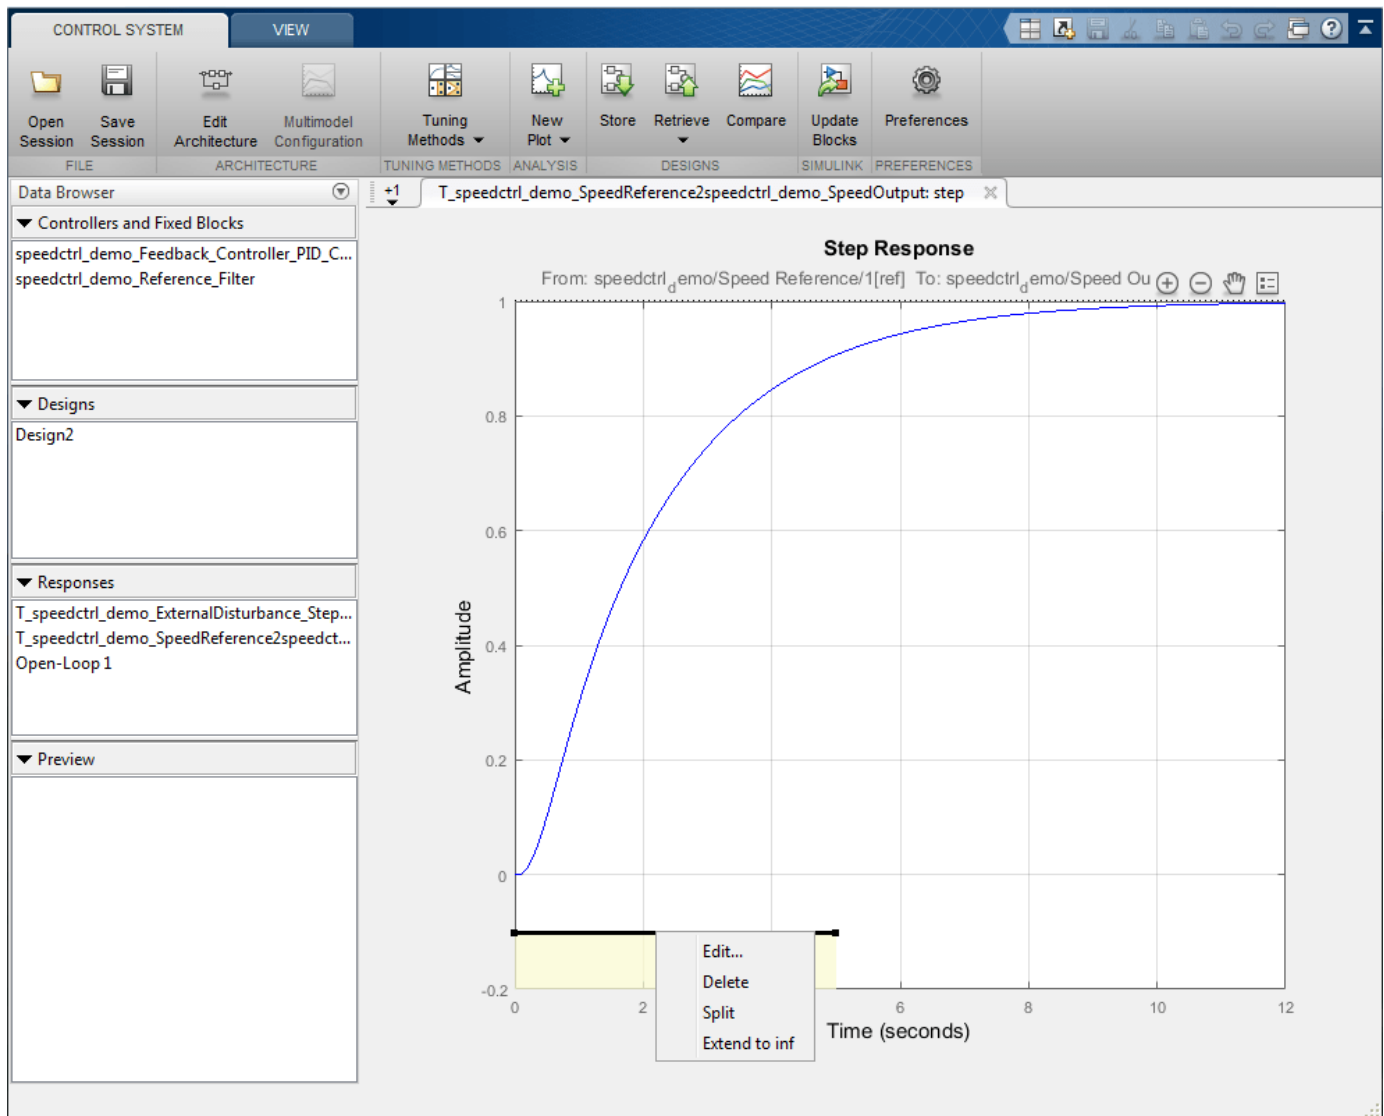 CONTROL SYSTEM
VIEW
Open Session
Save Session
Edit Architecture
Multimodel Configuration
Tuning Methods
New Plot
Store
Retrieve
Compare
Update Blocks
Preferences
FILE
ARCHITECTURE
TUNING METHODS
ANALYSIS
DESIGNS
SIMULINK
PREFERENCES
Data Browser
+1
T_speedctrl_demo_SpeedReference2speedctrl_demo_SpeedOutput: step
Controllers and Fixed Blocks
speedctrl_demo_Feedback_Controller_PID_C...
speedctrl_demo_Reference_Filter
Designs
Design2
Responses
T_speedctrl_demo_ExternalDisturbance_Step...
T_speedctrl_demo_SpeedReference2speedct...
Open-Loop 1
Preview
Step Response
From: speedctrl_demo/Speed Reference/1[ref] To: speedctrl_demo/Speed Ou
1
0.8
0.6
0.4
0.2
0
-0.2
Amplitude
0
2
6
8
10
12
Time (seconds)
Edit...
Delete
Split
Extend to inf